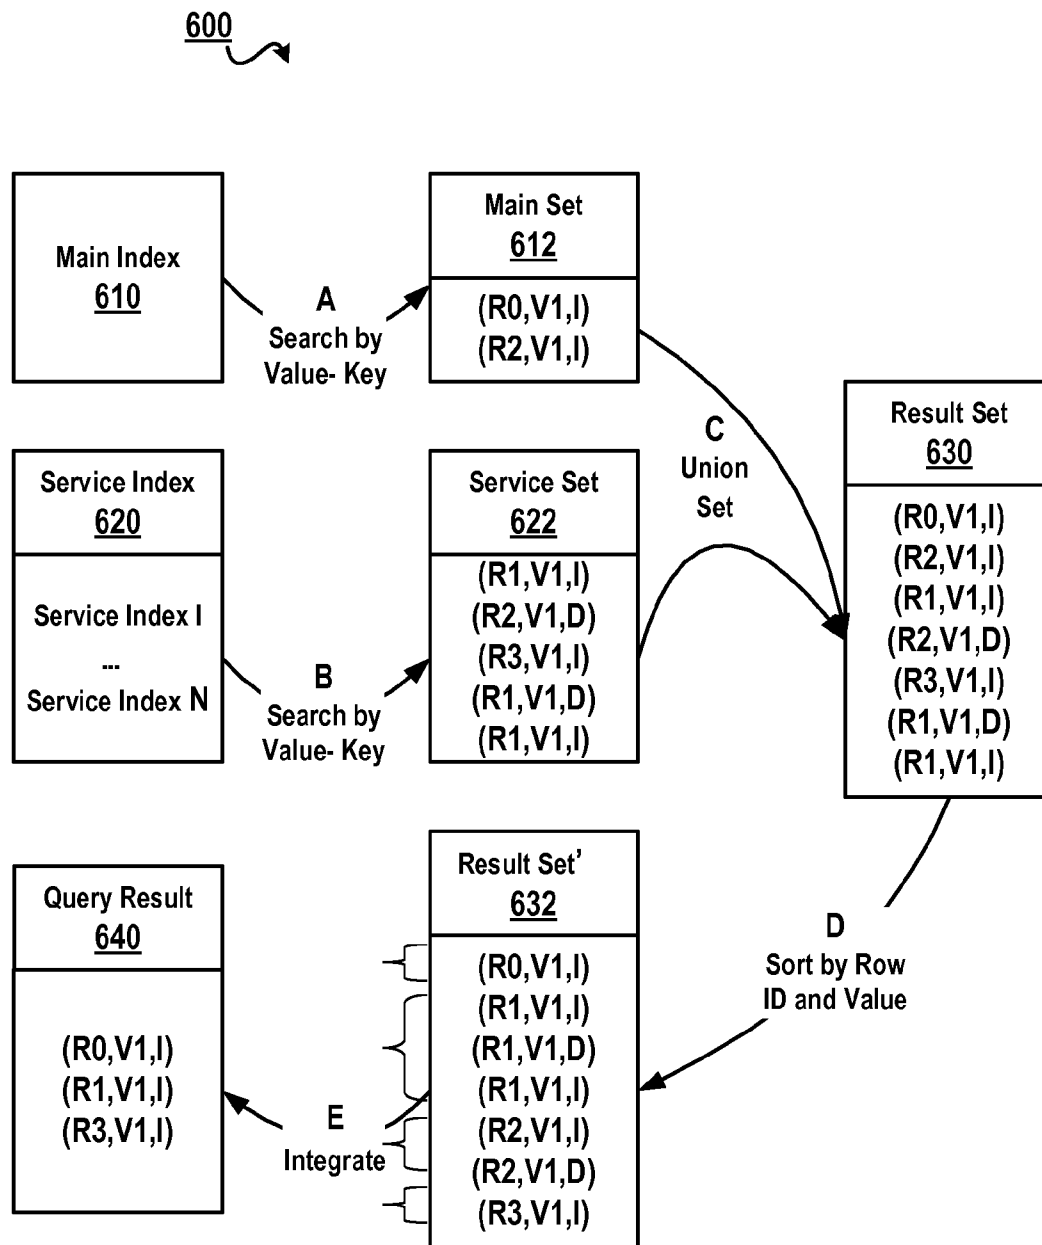 600
Main Index
610
A
Search by
Value- Key
Main Set
612
(R0,V1,I)
(R2,V1,I)
Service Index
620
Service Index I
...
Service Index N
B
Search by
Value- Key
Service Set
622
(R1,V1,I)
(R2,V1,D)
(R3,V1,I)
(R1,V1,D)
(R1,V1,I)
C
Union
Set
Result Set
630
(R0,V1,I)
(R2,V1,I)
(R1,V1,I)
(R2,V1,D)
(R3,V1,I)
(R1,V1,D)
(R1,V1,I)
D
Sort by Row
ID and Value
Result Set’
632
(R0,V1,I)
(R1,V1,I)
(R1,V1,D)
(R1,V1,I)
(R2,V1,I)
(R2,V1,D)
(R3,V1,I)
E
Integrate
Query Result
640
(R0,V1,I)
(R1,V1,I)
(R3,V1,I)